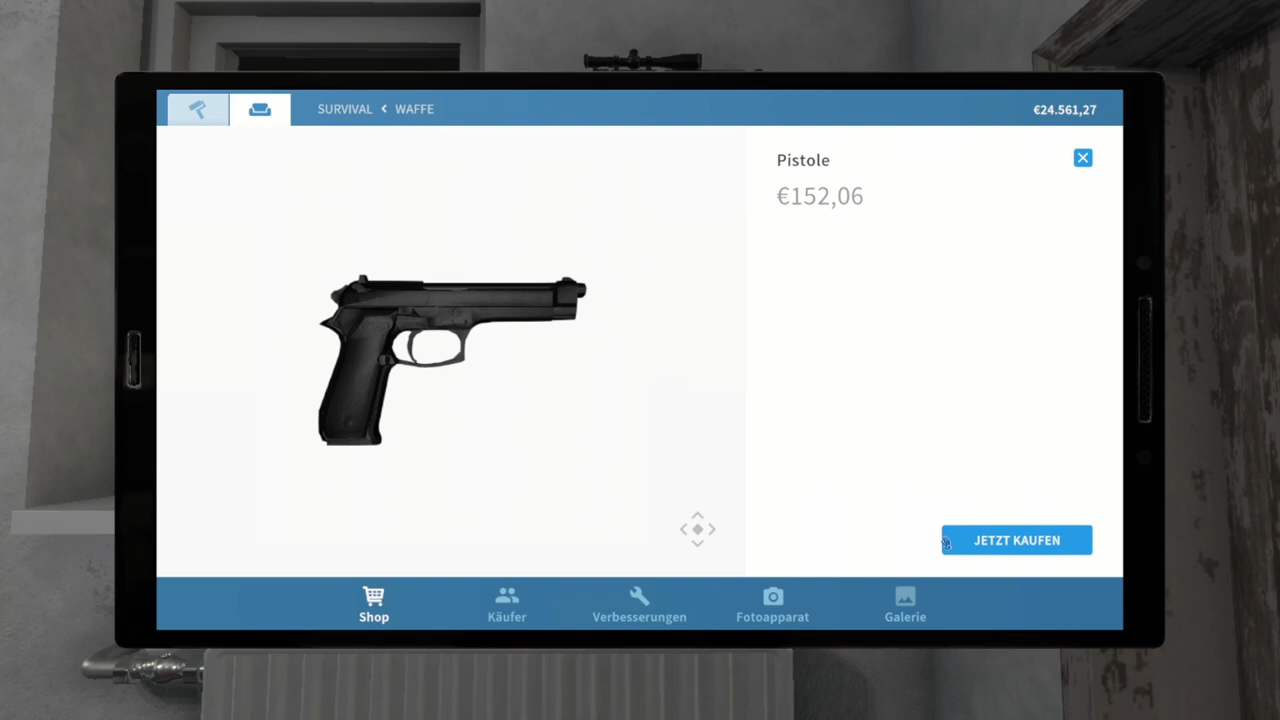 SURVIVAL < WAFFE
€24.561,27
Pistole
€152,06
JETZT KAUFEN
Shop
Käufer
Verbesserungen
Fotoapparat
Galerie